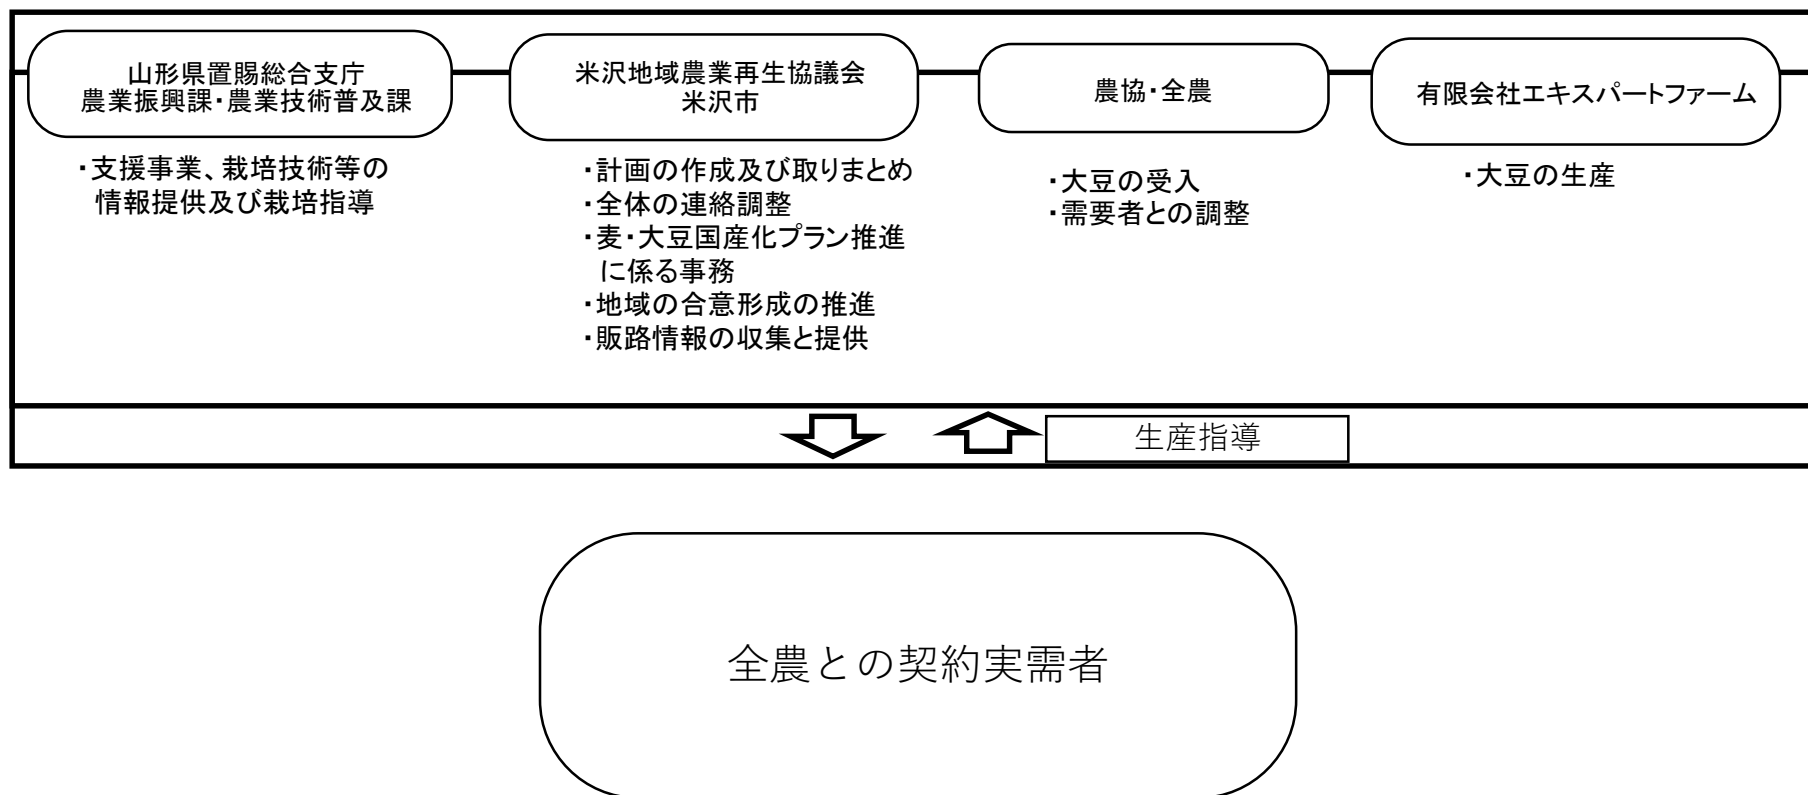 山形県置賜総合支庁
農業振興課・農業技術普及課
・支援事業、栽培技術等の
情報提供及び栽培指導
米沢地域農業再生協議会
米沢市
・計画の作成及び取りまとめ
・全体の連絡調整
・麦・大豆国産化プラン推進
に係る事務
・地域の合意形成の推進
・販路情報の収集と提供
農協・全農
・大豆の受入
・需要者との調整
有限会社エキスパートファーム
・大豆の生産
生産指導
全農との契約実需者